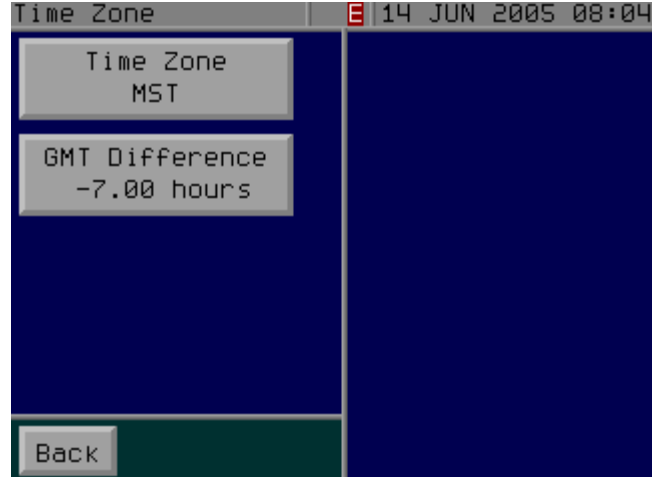 Time Zone
E 14 JUN 2005 08:04
Time Zone
MST
GMT Difference
-7.00 hours
Back